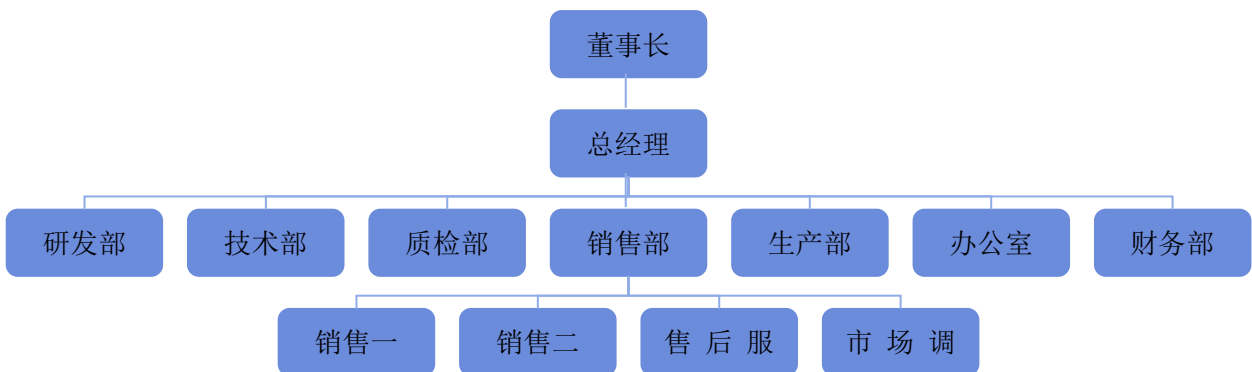 董事长
总经理
研发部 技术部 质检部 销售部 生产部 办公室 财务部
销售一 销售二 售后服 市场调